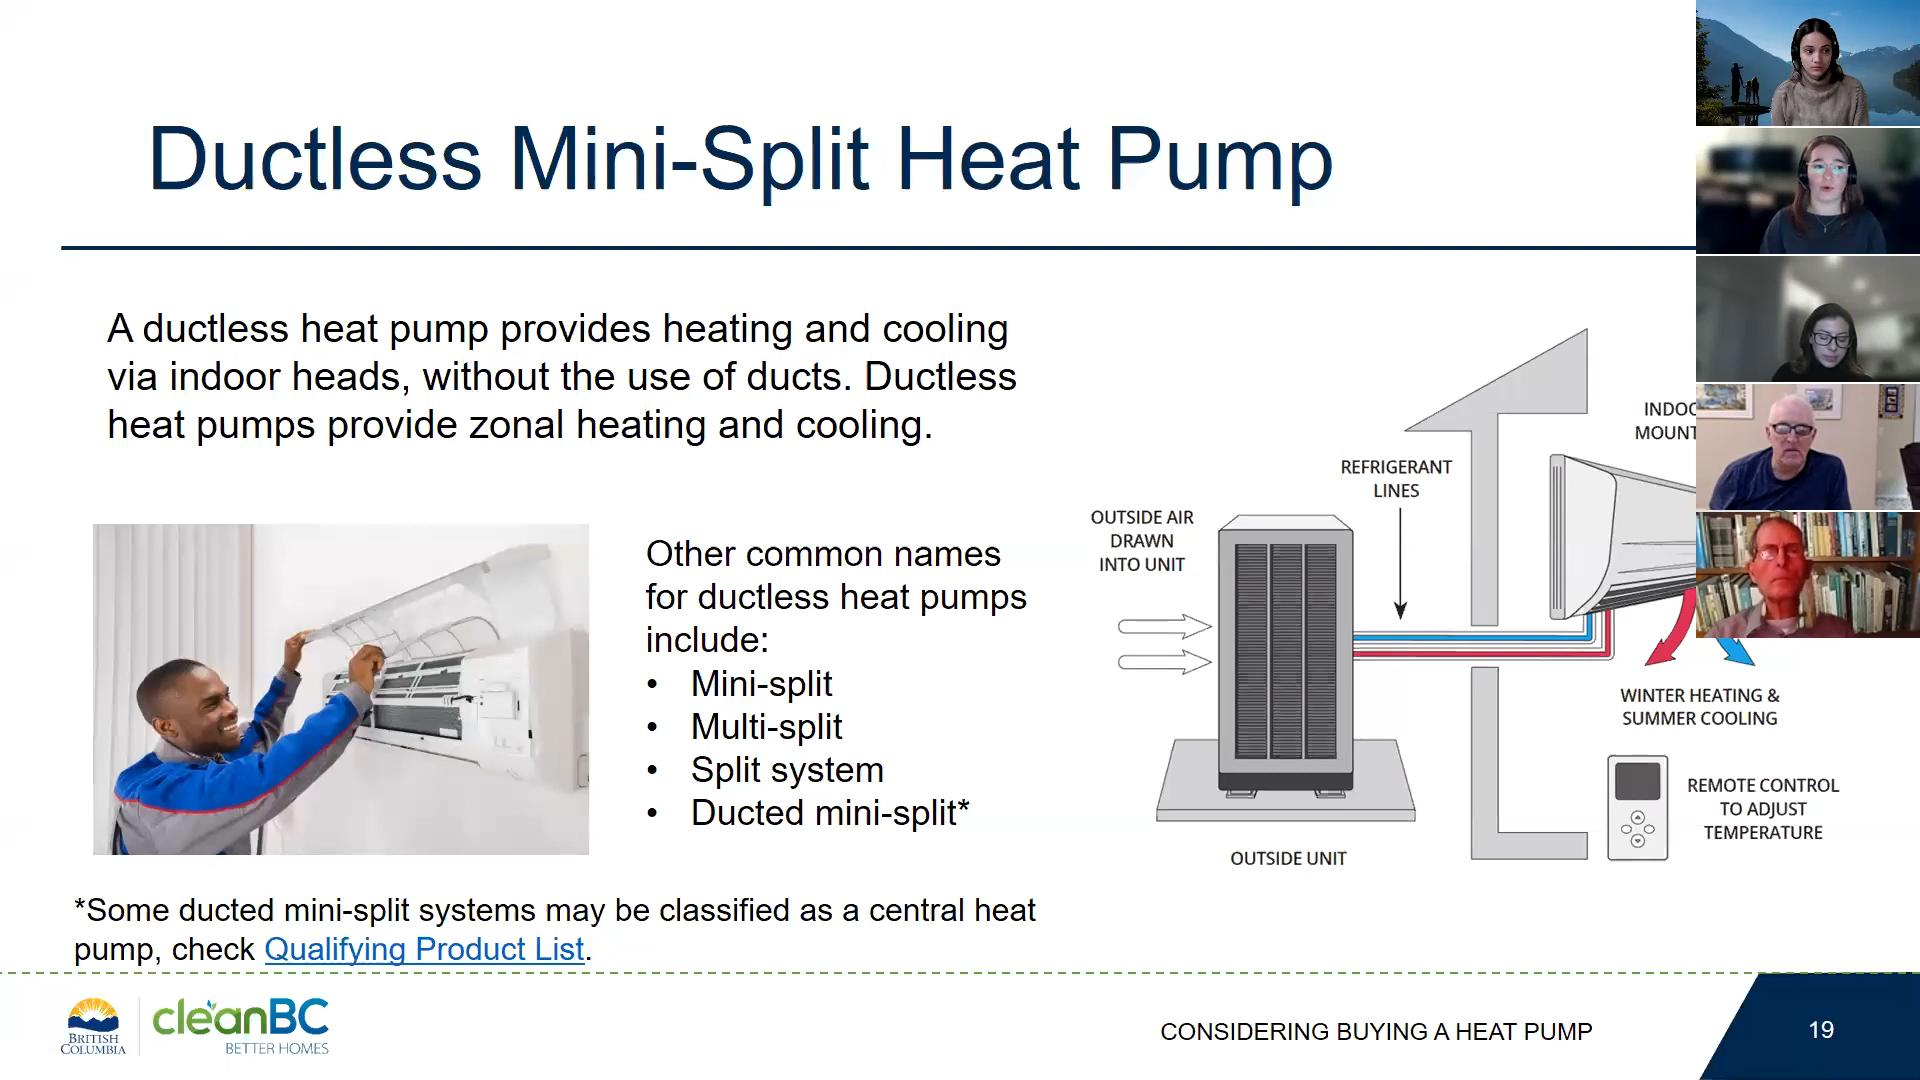 Ductless Mini-Split Heat Pump
A ductless heat pump provides heating and cooling
via indoor heads, without the use of ducts. Ductless
heat pumps provide zonal heating and cooling.
Other common names
for ductless heat pumps
include:
• Mini-split
• Multi-split
• Split system
• Ducted mini-split*
*Some ducted mini-split systems may be classified as a central heat
pump, check Qualifying Product List.
OUTSIDE AIR
DRAWN
INTO UNIT
REFRIGERANT
LINES
OUTSIDE UNIT
WINTER HEATING &
SUMMER COOLING
REMOTE CONTROL
TO ADJUST
TEMPERATURE
BRITISH
COLUMBIA
cleanBC
BETTER HOMES
CONSIDERING BUYING A HEAT PUMP
19